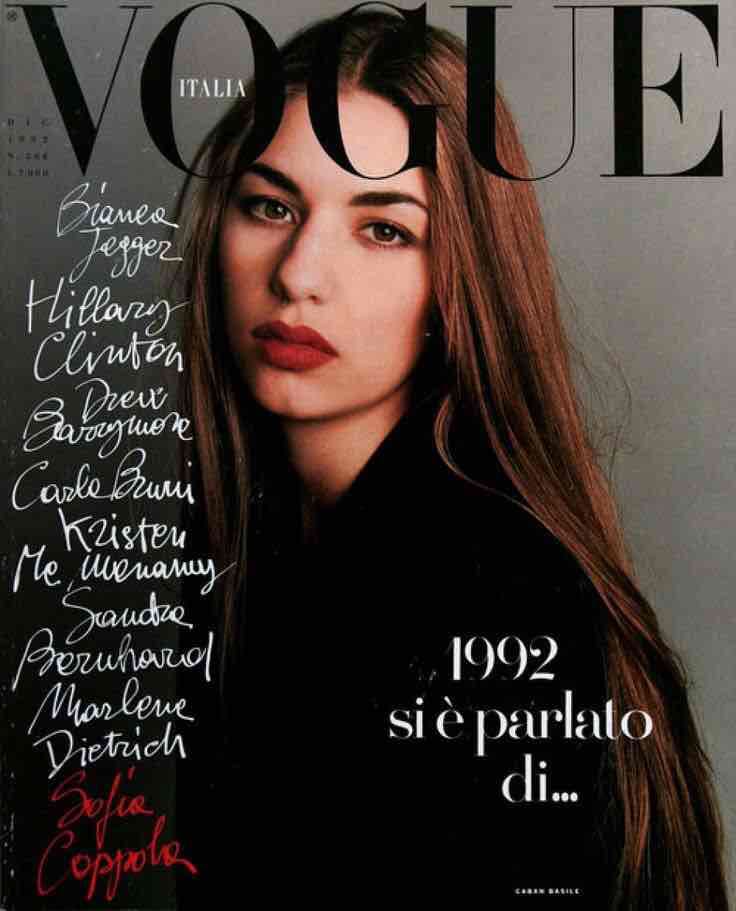 VOGUE
ITALIA
DIC
1992
Bianca
Jagger
Hillary
Clinton
Drew
Barrymore
Carla Bruni
Kristen
Mc Menamy
Sandra
Bernhard
Marlene
Dietrich
Sofia
Coppola
1992
si è parlato
di...
CABAN BASILE